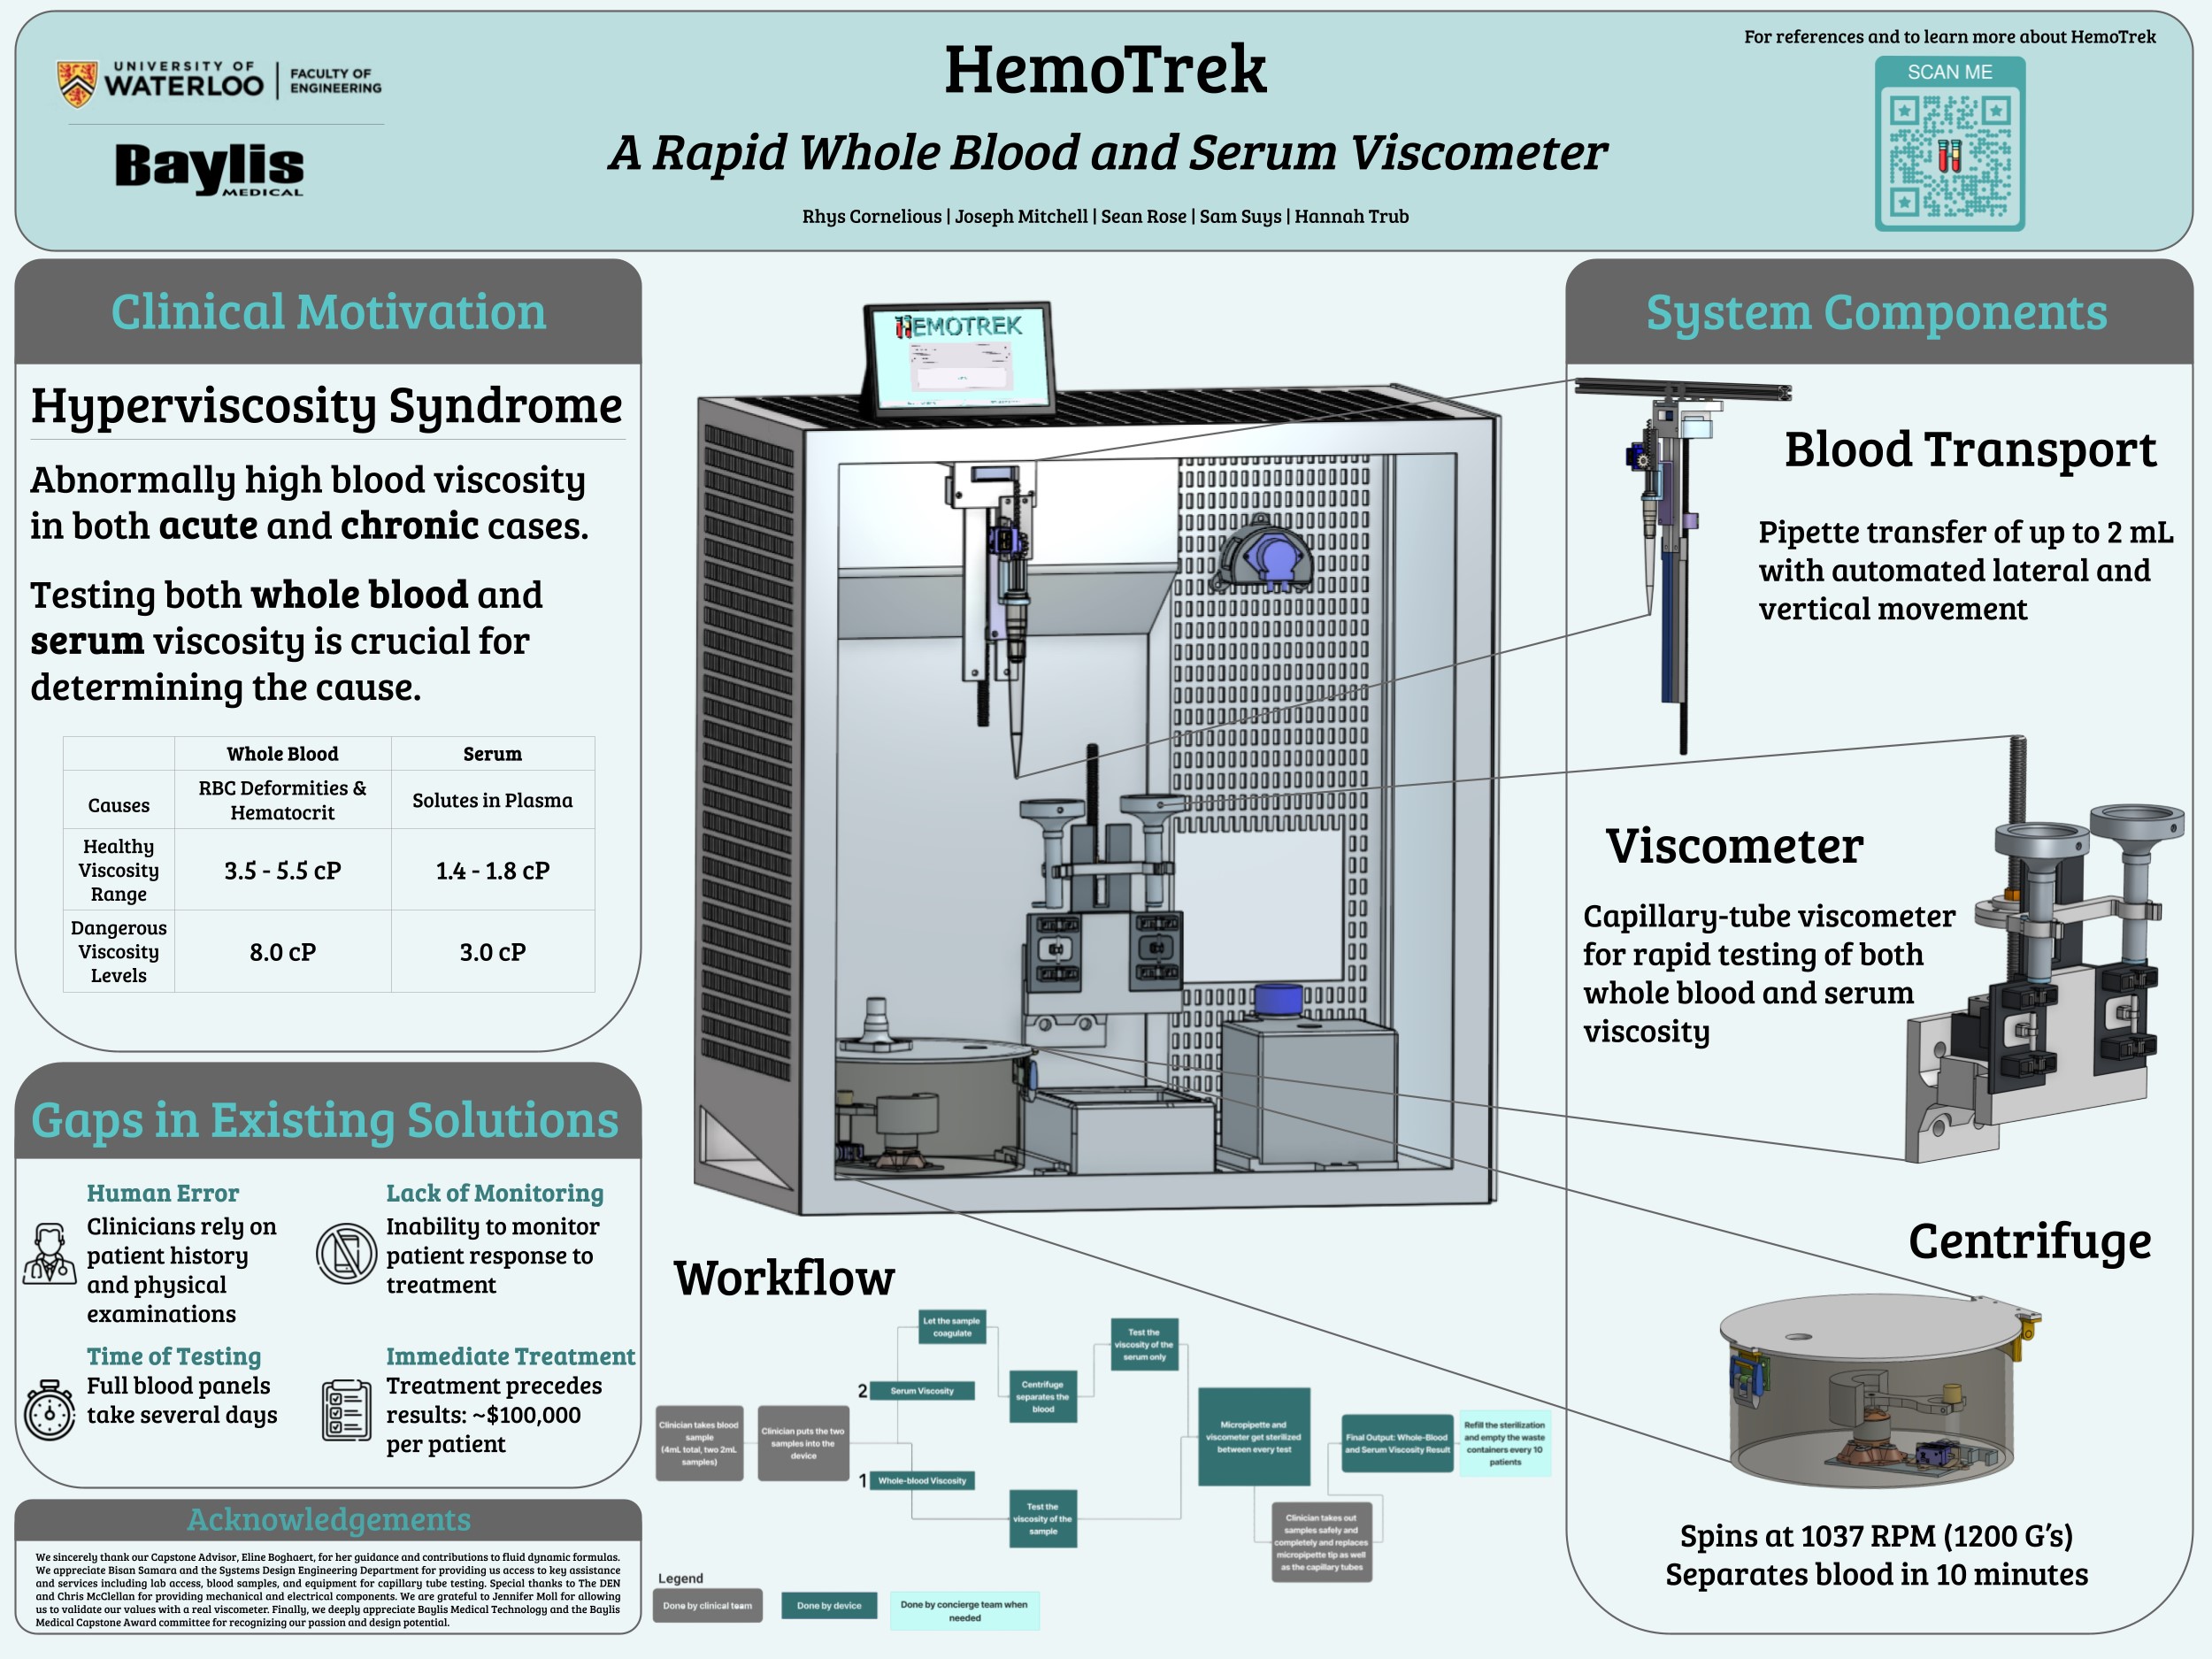 UNIVERSITY OF
WATERLOO
FACULTY OF
ENGINEERING
Baylis
MEDICAL
HemoTrek
A Rapid Whole Blood and Serum Viscometer
Rhys Cornelious | Joseph Mitchell | Sean Rose | Sam Suys | Hannah Trub
For references and to learn more about HemoTrek
SCAN ME
Clinical Motivation
Hyperviscosity Syndrome
Abnormally high blood viscosity
in both acute and chronic cases.
Testing both whole blood and
serum viscosity is crucial for
determining the cause.
Whole Blood
Serum
Causes
RBC Deformities &
Hematocrit
Solutes in Plasma
Healthy
Viscosity
Range
3.5 - 5.5 cP
1.4 - 1.8 cP
Dangerous
Viscosity
Levels
8.0 cP
3.0 cP
Gaps in Existing Solutions
Human Error
Clinicians rely on
patient history
and physical
examinations
Lack of Monitoring
Inability to monitor
patient response to
treatment
Time of Testing
Full blood panels
take several days
Immediate Treatment
Treatment precedes
results: ~$100,000
per patient
Acknowledgements
We sincerely thank our Capstone Advisor, Eline Boghaert, for her guidance and contributions to fluid dynamic formulas.
We appreciate Bisan Samara and the Systems Design Engineering Department for providing us access to key assistance
and services including lab access, blood samples, and equipment for capillary tube testing. Special thanks to The DEN
and Chris McClellan for providing mechanical and electrical components. We are grateful to Jennifer Moll for allowing
us to validate our values with a real viscometer. Finally, we deeply appreciate Baylis Medical Technology and the Baylis
Medical Capstone Award committee for recognizing our passion and design potential.
HEMOTREK
Workflow
Clinician takes blood
sample
(4mL total, two 2mL
samples)
Clinician puts the two
samples into the
device
2
Serum Viscosity
Let the sample
coagulate
Centrifuge
separates the
blood
Test the
viscosity of the
serum only
1
Whole-blood Viscosity
Test the
viscosity of the
sample
Micropipette and
viscometer get sterilized
between every test
Clinician takes out
samples safely and
completely and replaces
micropipette tip as well
as the capillary tubes
Final Output: Whole-Blood
and Serum Viscosity Result
Refill the sterilization
and empty the waste
containers every 10
patients
Legend
Done by clinical team
Done by device
Done by concierge team when
needed
System Components
Blood Transport
Pipette transfer of up to 2 mL
with automated lateral and
vertical movement
Viscometer
Capillary-tube viscometer
for rapid testing of both
whole blood and serum
viscosity
Centrifuge
Spins at 1037 RPM (1200 G’s)
Separates blood in 10 minutes